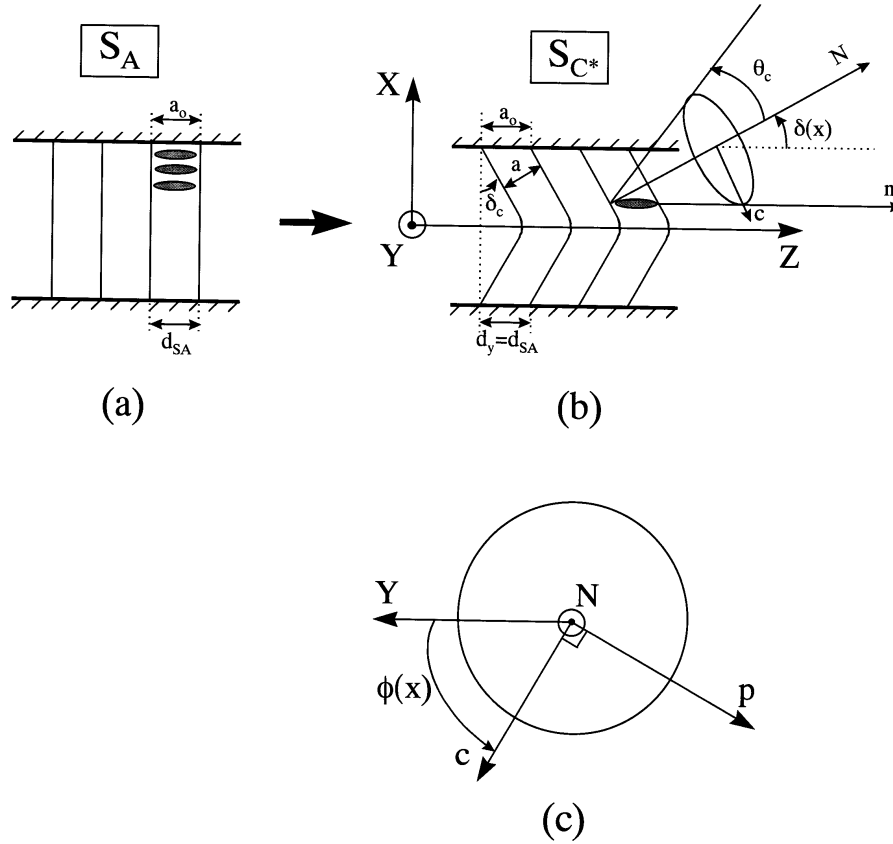 S_A
a_o
d_SA
(a)
S_C*
X
a_o
a
δ_c
θ_c
N
δ(x)
n
c
Y
Z
d_y=d_SA
(b)
Y
N
ϕ(x)
c
p
(c)